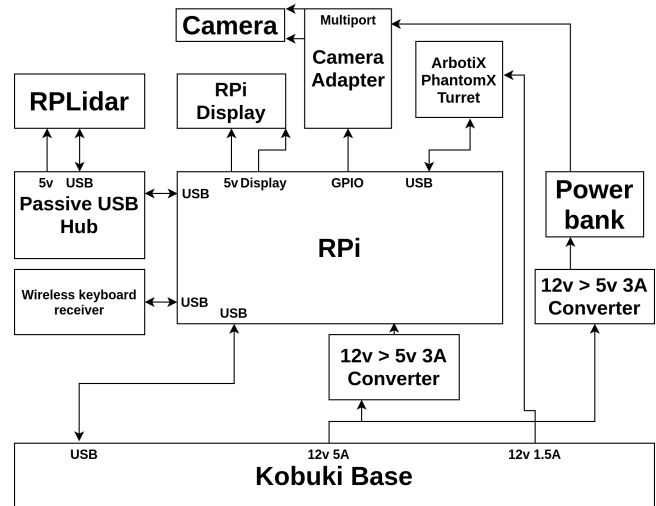 Camera
Multiport
Camera
Adapter
ArbotiX
PhantomX
Turret
RPLidar
RPi
Display
5v USB
Passive USB
Hub
USB
5v Display
GPIO
USB
RPi
Power
bank
Wireless keyboard
receiver
USB
USB
12v > 5v 3A
Converter
12v > 5v 3A
Converter
USB
12v 5A
12v 1.5A
Kobuki Base